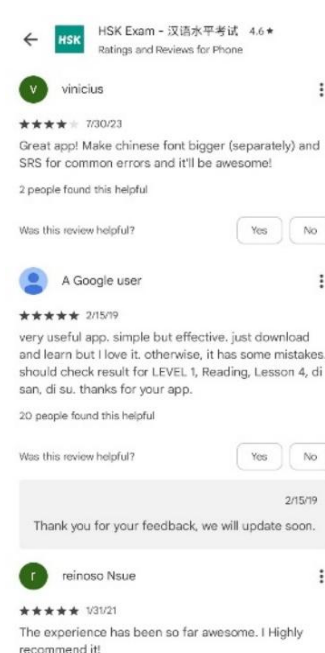 HSK
HSK Exam - 汉语水平考试 4.6★
Ratings and Reviews for Phone
v
vinicius
7/30/23
Great app! Make chinese font bigger (separately) and
SRS for common errors and it'll be awesome!
2 people found this helpful
Was this review helpful?
Yes
No
A Google user
2/15/19
very useful app. simple but effective. just download
and learn but I love it. otherwise, it has some mistakes.
should check result for LEVEL 1, Reading, Lesson 4, di
san, di su. thanks for your app.
20 people found this helpful
Was this review helpful?
Yes
No
2/15/19
Thank you for your feedback, we will update soon.
r
reinoso Nsue
1/31/21
The experience has been so far awesome. I Highly
recommend it!